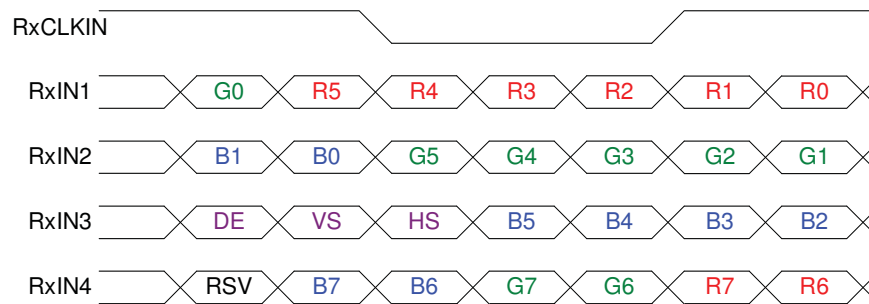 RxCLKIN
RxIN1 G0 R5 R4 R3 R2 R1 R0
RxIN2 B1 B0 G5 G4 G3 G2 G1
RxIN3 DE VS HS B5 B4 B3 B2
RxIN4 RSV B7 B6 G7 G6 R7 R6